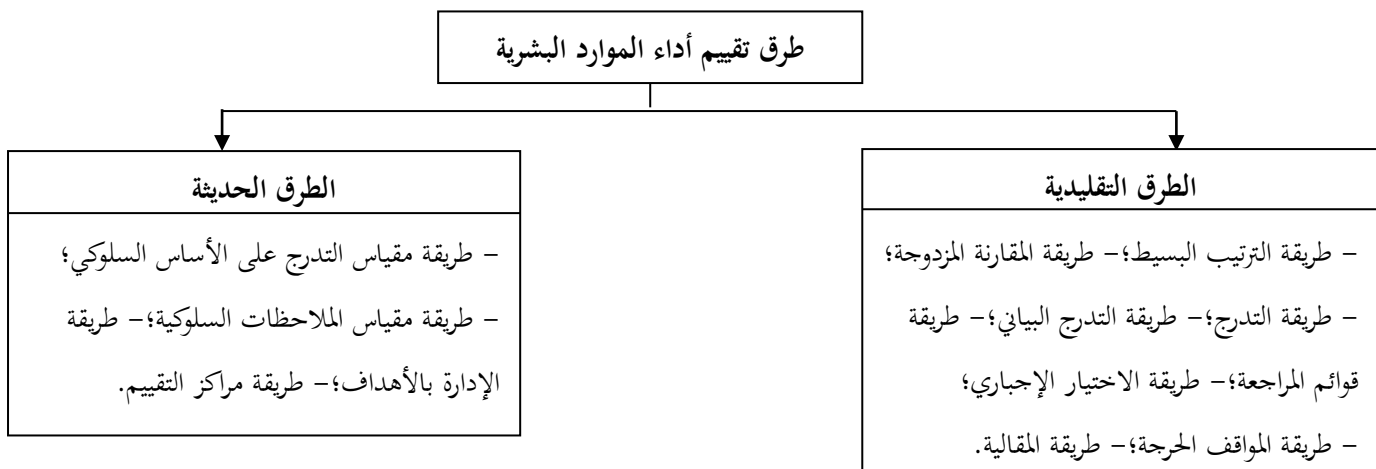 طرق تقييم أداء الموارد البشرية
الطرق التقليدية
– طريقة الترتيب البسيط؛– طريقة المقارنة المزدوجة؛
– طريقة التدرج؛– طريقة التدرج البياني؛– طريقة
قوائم المراجعة؛– طريقة الاختيار الإجباري؛
– طريقة المواقف الحرجة؛– طريقة المقالية.
الطرق الحديثة
– طريقة مقياس التدرج على الأساس السلوكي؛
– طريقة مقياس الملاحظات السلوكية؛– طريقة
الإدارة بالأهداف؛– طريقة مراكز التقييم.